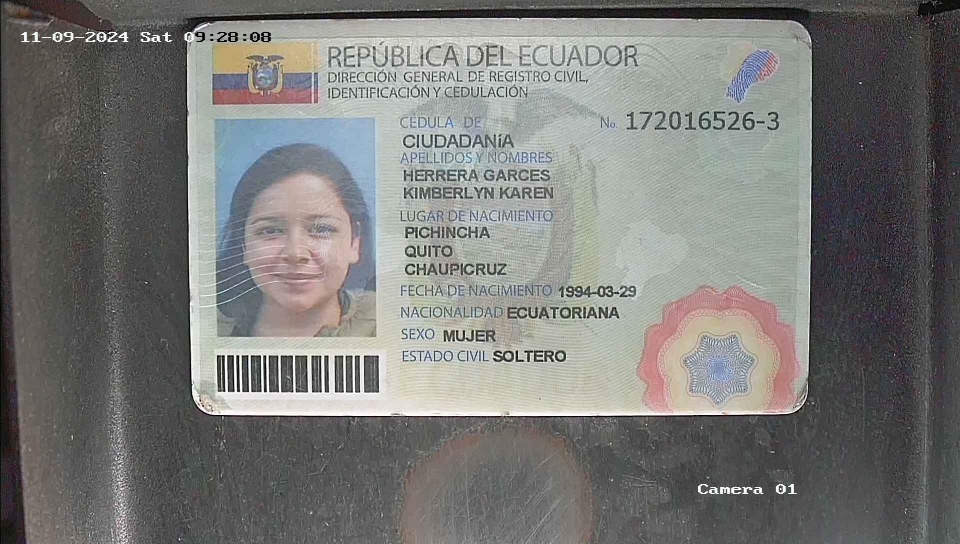 11-09-2024 Sat 09:28:08
REPÚBLICA DEL ECUADOR
DIRECCIÓN GENERAL DE REGISTRO CIVIL,
IDENTIFICACIÓN Y CEDULACIÓN
CÉDULA DE No. 172016526-3
CIUDADANÍA
APELLIDOS Y NOMBRES
HERRERA GARCES
KIMBERLYN KAREN
LUGAR DE NACIMIENTO
PICHINCHA
QUITO
CHAUPICRUZ
FECHA DE NACIMIENTO 1994-03-29
NACIONALIDAD ECUATORIANA
SEXO MUJER
ESTADO CIVIL SOLTERO
Camera 01